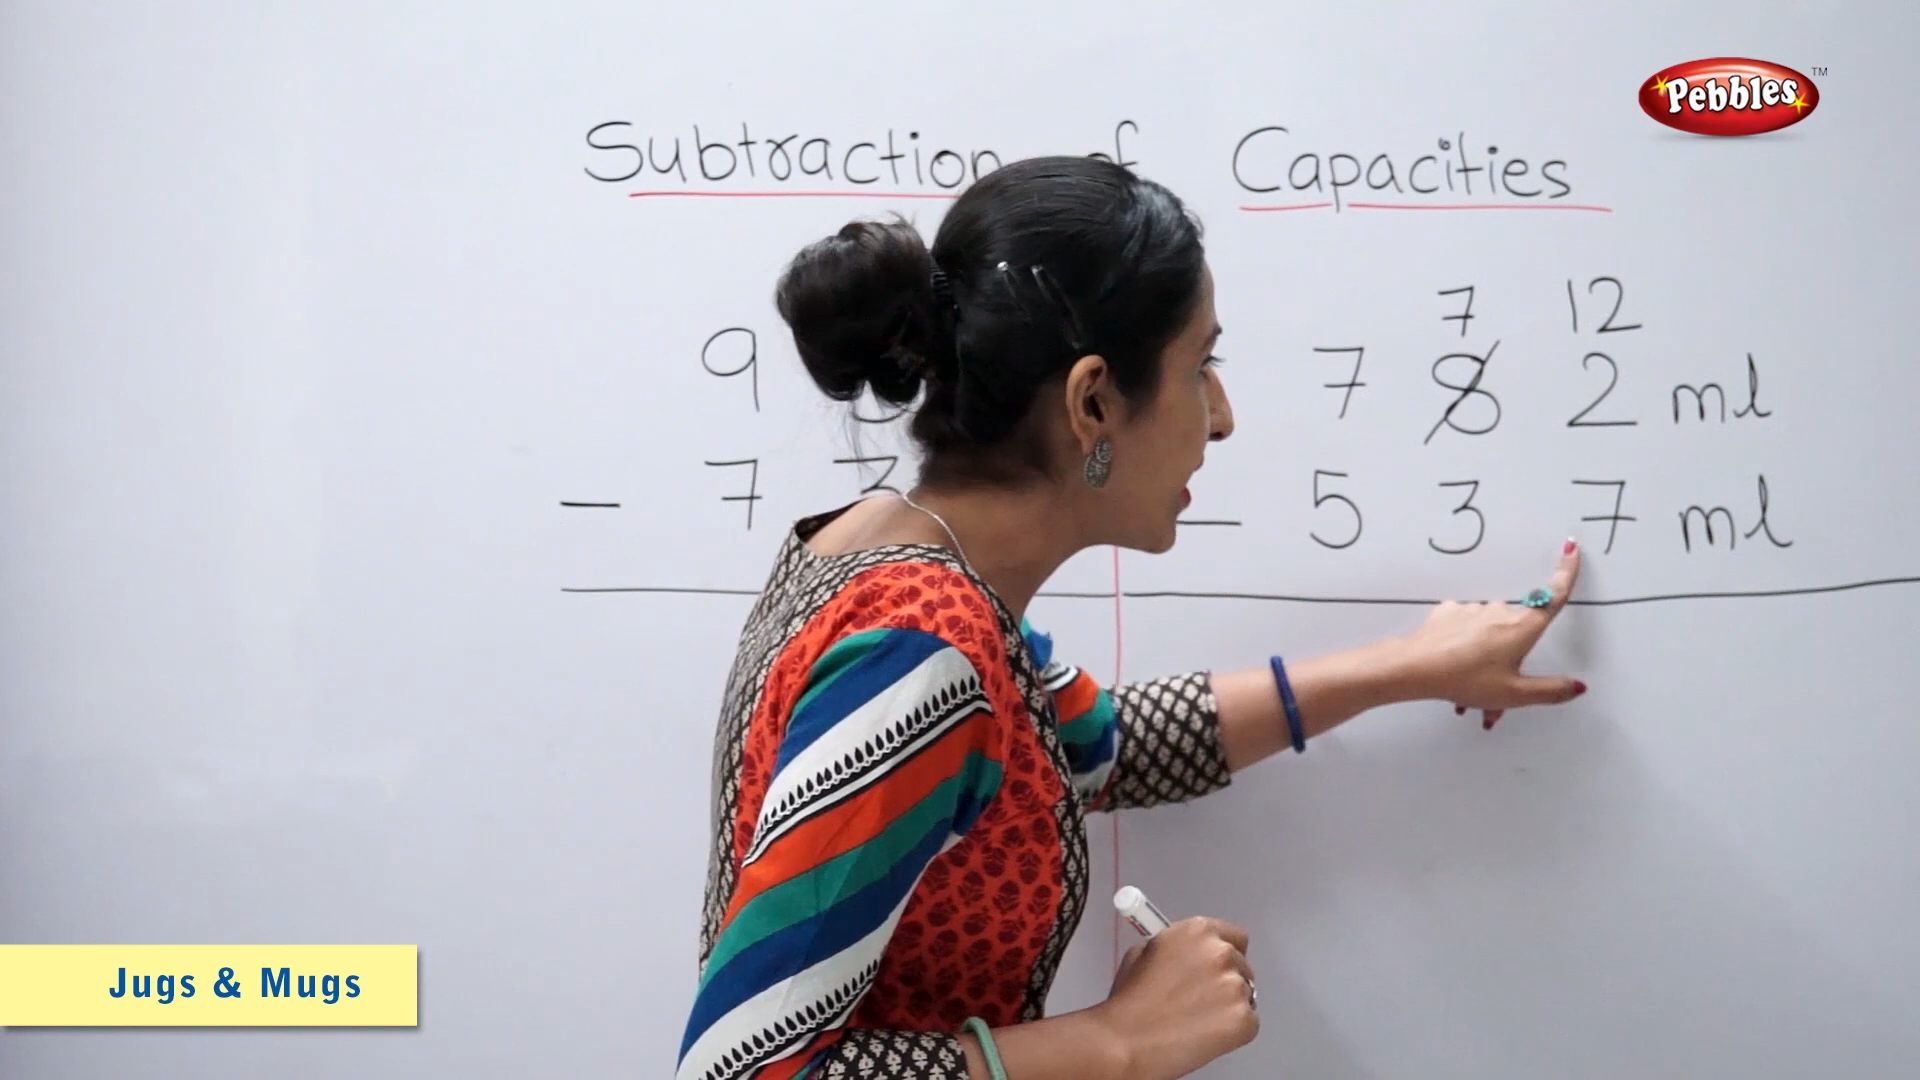 Pebbles TM
Subtraction of Capacities
7 12
9 7 8 2 ml
- 7 3 - 5 3 7 ml
Jugs & Mugs